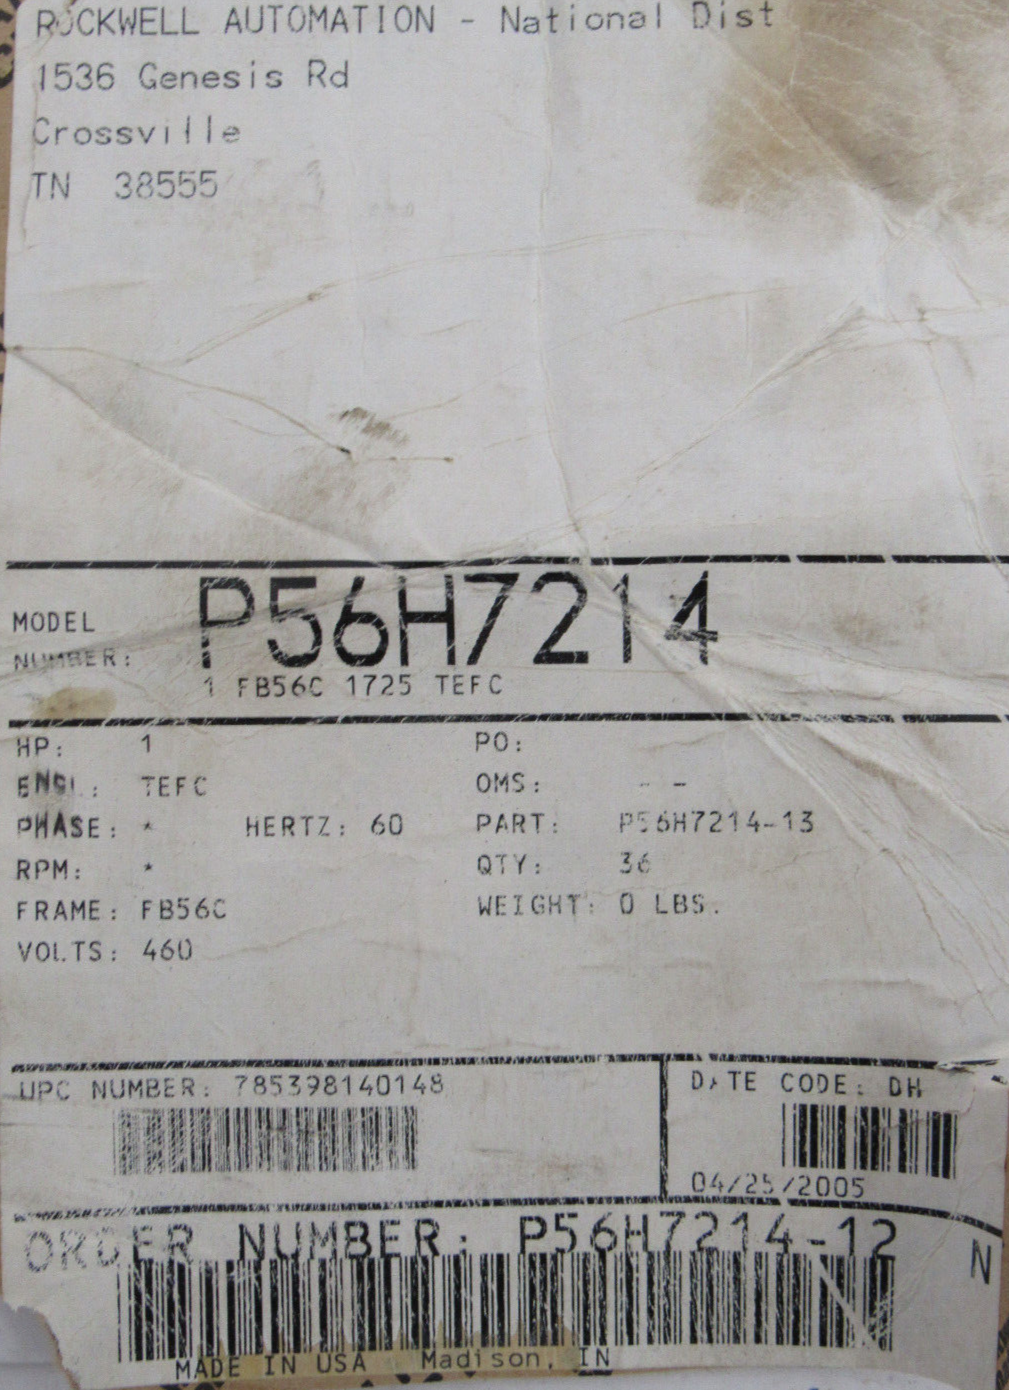 ROCKWELL AUTOMATION - National Dist
1536 Genesis Rd
Crossville
TN 38555
MODEL NUMBER: P56H7214
1 FB56C 1725 TEFC
HP: 1
ENCL: TEFC
PHASE: * HERTZ: 60
RPM: *
FRAME: FB56C
VOLTS: 460
PO:
OMS: - -
PART: P56H7214-13
QTY: 36
WEIGHT: 0 LBS.
UPC NUMBER: 785398140148
DATE CODE: DH
04/25/2005
ORDER NUMBER: P56H7214-12
N
MADE IN USA Madison, IN